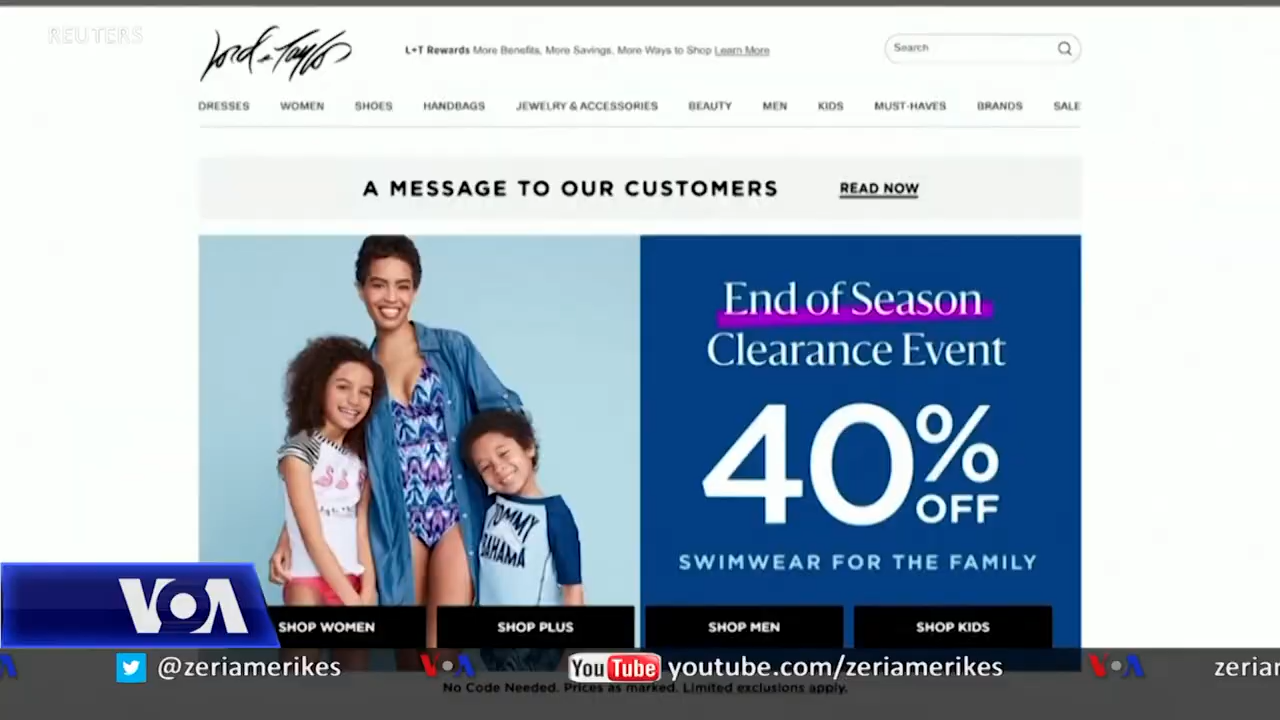 REUTERS
Lord & Taylor
L+T Rewards More Benefits, More Savings, More Ways to Shop Learn More
Search
DRESSES WOMEN SHOES HANDBAGS JEWELRY & ACCESSORIES BEAUTY MEN KIDS MUST-HAVES BRANDS SALE
A MESSAGE TO OUR CUSTOMERS READ NOW
End of Season
Clearance Event
40% OFF
SWIMWEAR FOR THE FAMILY
TOMMY
BAHAMA
SHOP WOMEN SHOP PLUS SHOP MEN SHOP KIDS
VOA
@zeriamerikes VOA YouTube youtube.com/zeriamerikes VOA zeriam
No Code Needed. Prices as marked. Limited exclusions apply.